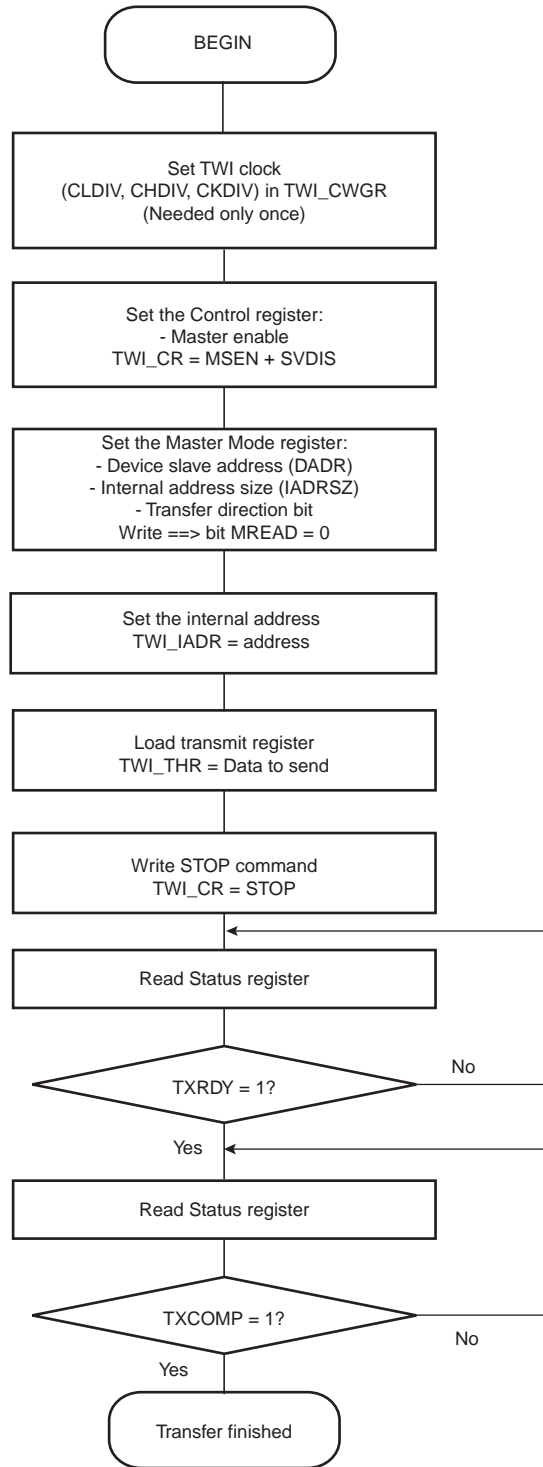 BEGIN
Set TWI clock
(CLDIV, CHDIV, CKDIV) in TWI_CWGR
(Needed only once)
Set the Control register:
- Master enable
TWI_CR = MSEN + SVDIS
Set the Master Mode register:
- Device slave address (DADR)
- Internal address size (IADRSZ)
- Transfer direction bit
Write ==> bit MREAD = 0
Set the internal address
TWI_IADR = address
Load transmit register
TWI_THR = Data to send
Write STOP command
TWI_CR = STOP
Read Status register
TXRDY = 1?
No
Yes
Read Status register
TXCOMP = 1?
No
Yes
Transfer finished